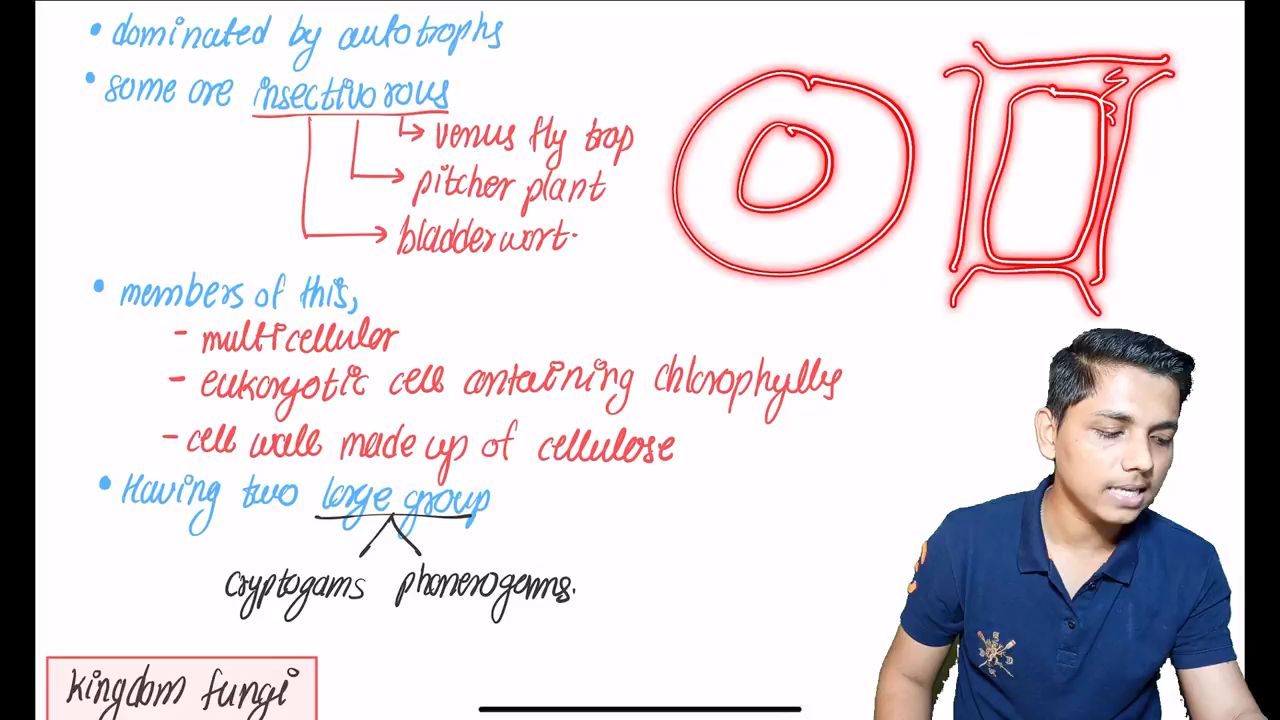 • dominated by autotrophs
• some are insectivorous
venus fly trap
pitcher plant
bladderwort.
• members of this,
- multicellular
- eukaryotic cell containing chlorophylls
- cell wall made up of cellulose
• Having two large group
cryptogams phanerogams.
kingdom fungi